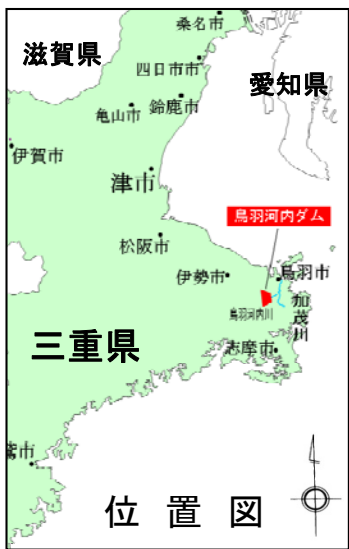 桑名市
滋賀県
四日市市
愛知県
亀山市
鈴鹿市
伊賀市
津市
鳥羽河内ダム
松阪市
伊勢市
鳥羽市
加茂川
鳥羽河内川
三重県
志摩市
鷲市
位置図